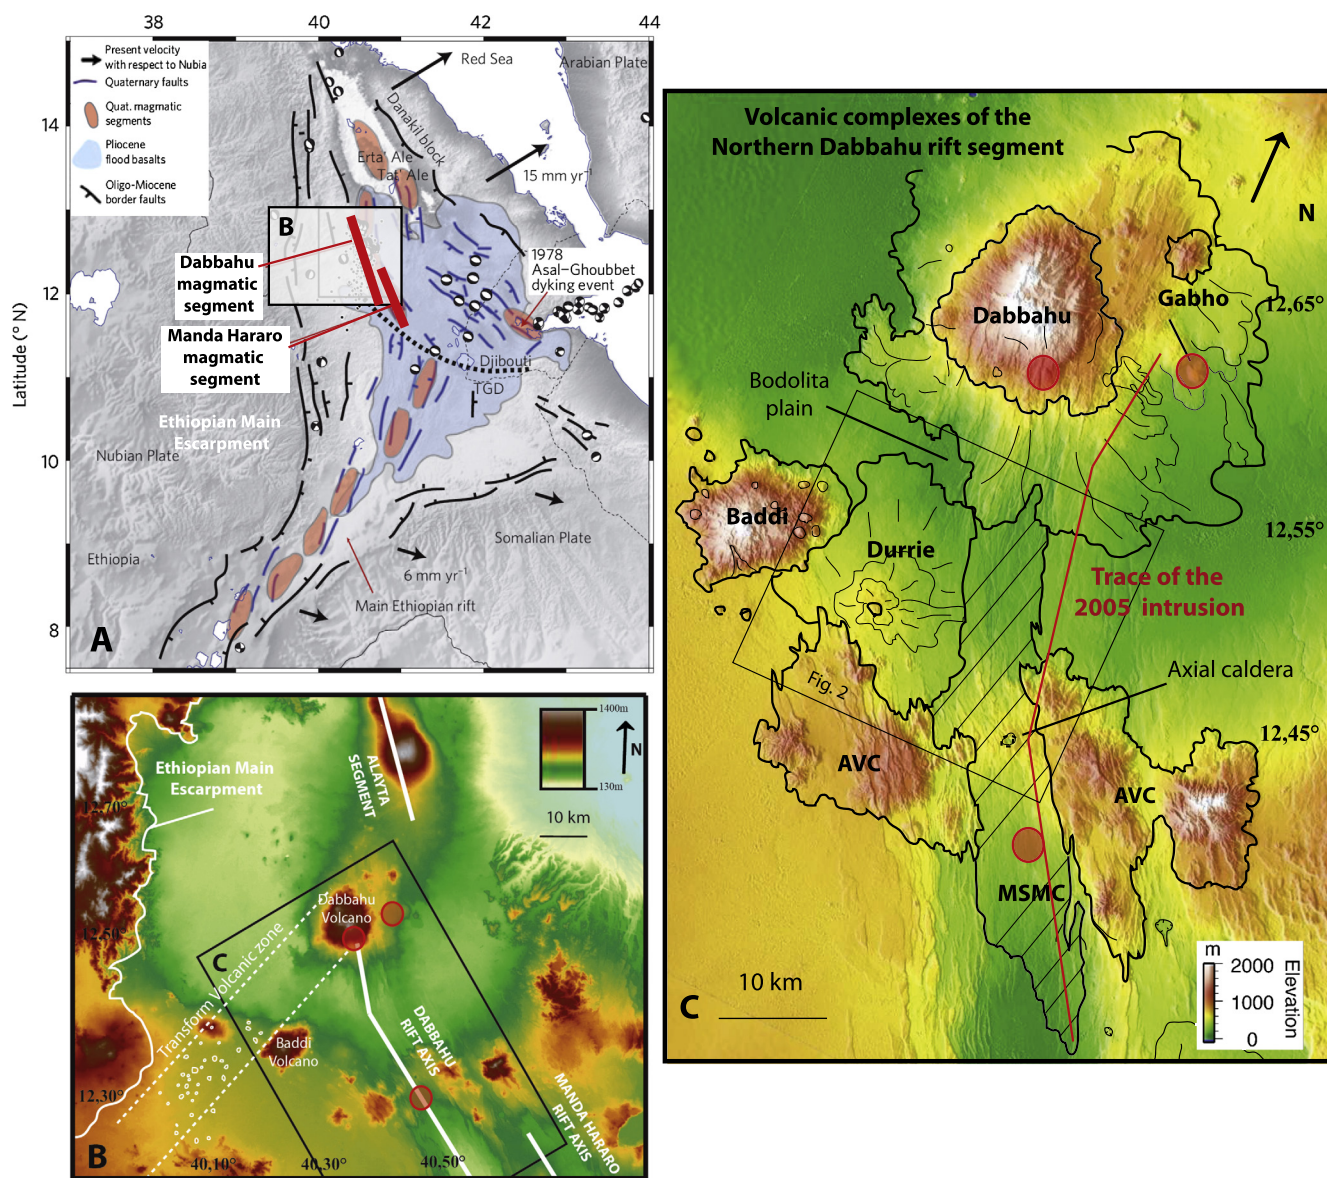 38
40
42
44
Latitude (° N)
14
12
10
8
Present velocity
with respect to Nubia
Quaternary faults
Quat. magmatic
segments
Pliocene
flood basalts
Oligo-Miocene
border faults
Red Sea
Arabian Plate
Danakil block
Erta' Ale
Tat' Ale
15 mm yr⁻¹
B
Dabbahu
magmatic
segment
1978
Asal–Ghoubbet
dyking event
Manda Hararo
magmatic
segment
Djibouti
TGD
Ethiopian Main
Escarpment
Nubian Plate
Somalian Plate
Ethiopia
6 mm yr⁻¹
Main Ethiopian rift
A
Ethiopian Main
Escarpment
ALAYTA
SEGMENT
1400m
130m
N
10 km
12,70°
Dabbahu
Volcano
12,50°
C
Transform volcanic zone
Baddi
Volcano
DABBAHU
RIFT AXIS
MANDA HARARO
RIFT AXIS
12,30°
B
40,10°
40,30°
40,50°
Volcanic complexes of the
Northern Dabbahu rift segment
N
Dabbahu
Gabho
12,65°
Bodolita
plain
Baddi
Durrie
12,55°
Trace of the
2005 intrusion
Axial caldera
Fig. 2
12,45°
AVC
AVC
MSMC
10 km
C
m
2000
1000
0
Elevation